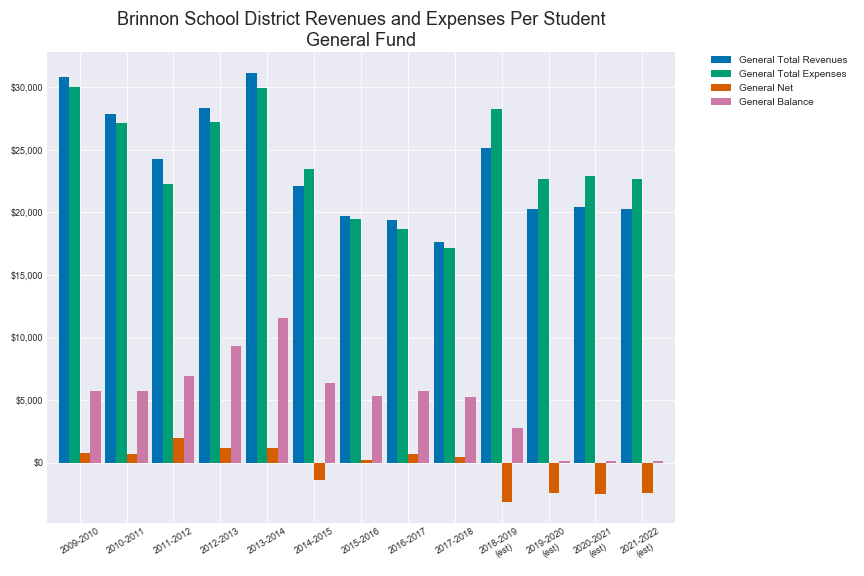 Brinnon School District Revenues and Expenses Per Student
General Fund
General Total Revenues
General Total Expenses
General Net
General Balance
$30,000
$25,000
$20,000
$15,000
$10,000
$5,000
$0
2009-2010
2010-2011
2011-2012
2012-2013
2013-2014
2014-2015
2015-2016
2016-2017
2017-2018
2018-2019
(est)
2019-2020
(est)
2020-2021
(est)
2021-2022
(est)